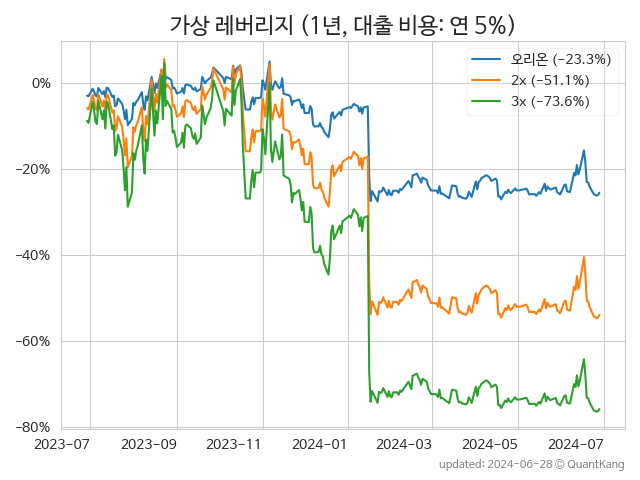 가상 레버리지 (1년, 대출 비용: 연 5%)
오리온 (−23.3%)
2x (−51.1%)
3x (−73.6%)
0%
−20%
−40%
−60%
−80%
2023-07 2023-09 2023-11 2024-01 2024-03 2024-05 2024-07
updated: 2024-06-28 © QuantKang